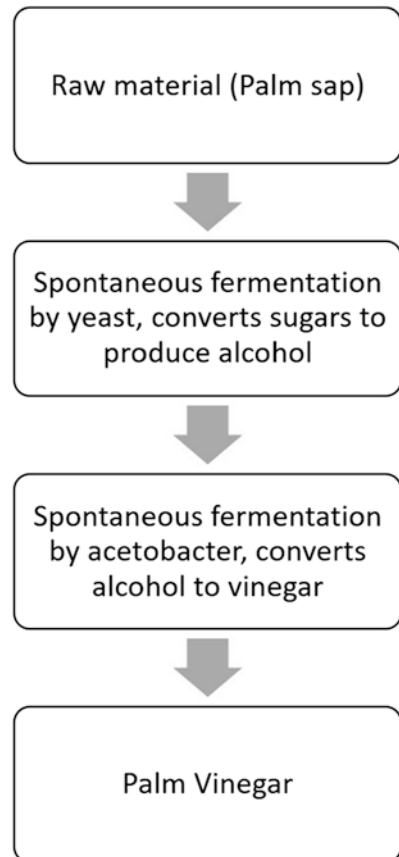 Raw material (Palm sap)
Spontaneous fermentation
by yeast, converts sugars to
produce alcohol
Spontaneous fermentation
by acetobacter, converts
alcohol to vinegar
Palm Vinegar